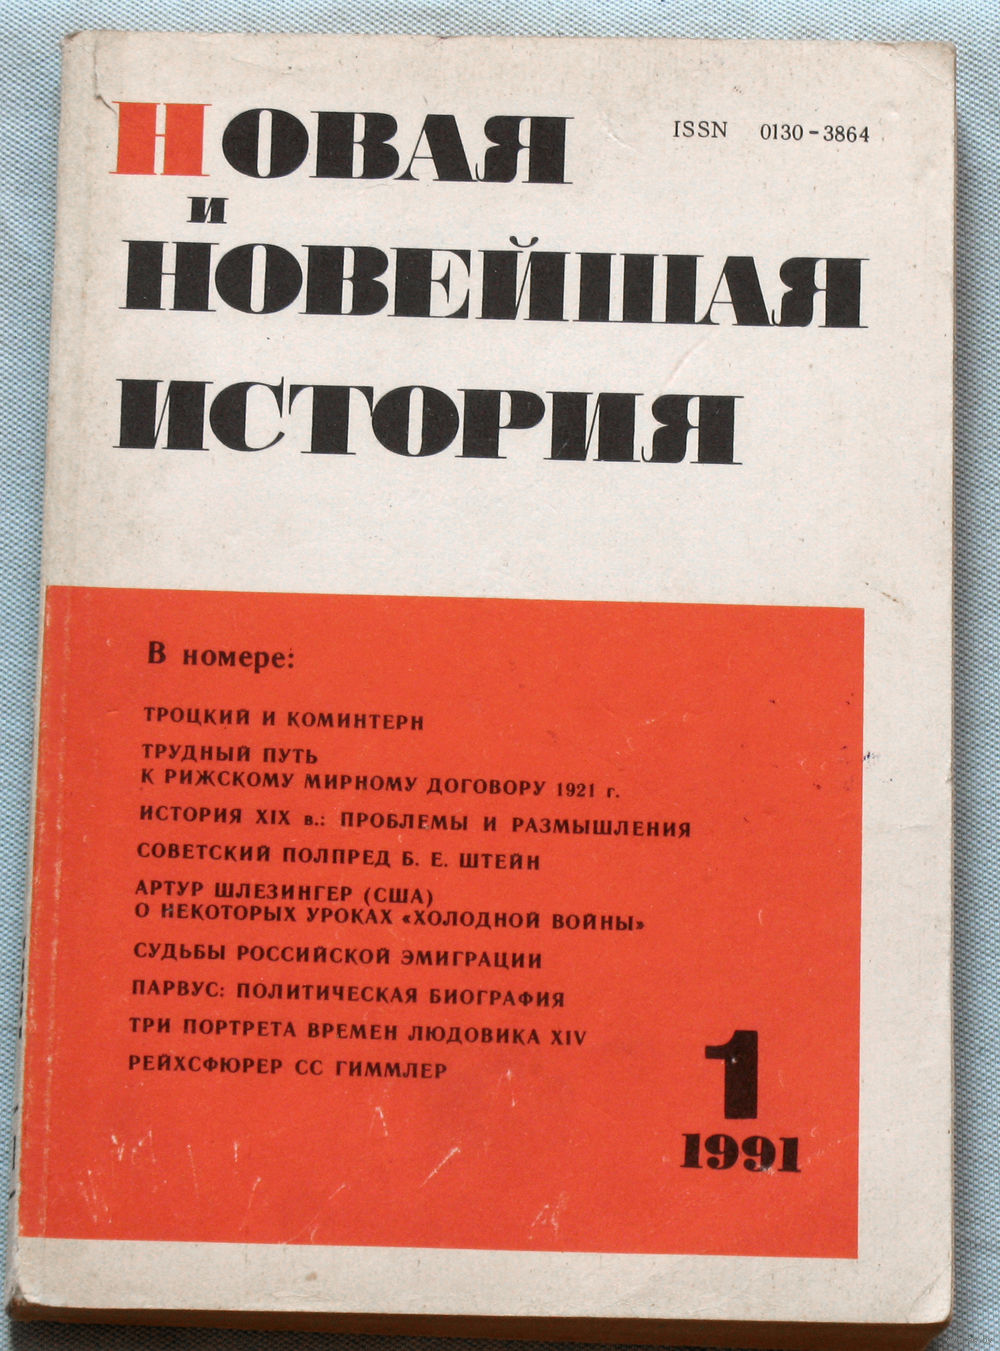 НОВАЯ
ISSN 0130-3864
и
НОВЕЙШАЯ
ИСТОРИЯ
В номере:
ТРОЦКИЙ И КОМИНТЕРН
ТРУДНЫЙ ПУТЬ
К РИЖСКОМУ МИРНОМУ ДОГОВОРУ 1921 г.
ИСТОРИЯ XIX в.: ПРОБЛЕМЫ И РАЗМЫШЛЕНИЯ
СОВЕТСКИЙ ПОЛПРЕД Б. Е. ШТЕЙН
АРТУР ШЛЕЗИНГЕР (США)
О НЕКОТОРЫХ УРОКАХ «ХОЛОДНОЙ ВОЙНЫ»
СУДЬБЫ РОССИЙСКОЙ ЭМИГРАЦИИ
ПАРВУС: ПОЛИТИЧЕСКАЯ БИОГРАФИЯ
ТРИ ПОРТРЕТА ВРЕМЕН ЛЮДОВИКА XIV
РЕЙХСФЮРЕР СС ГИММЛЕР
1
1991